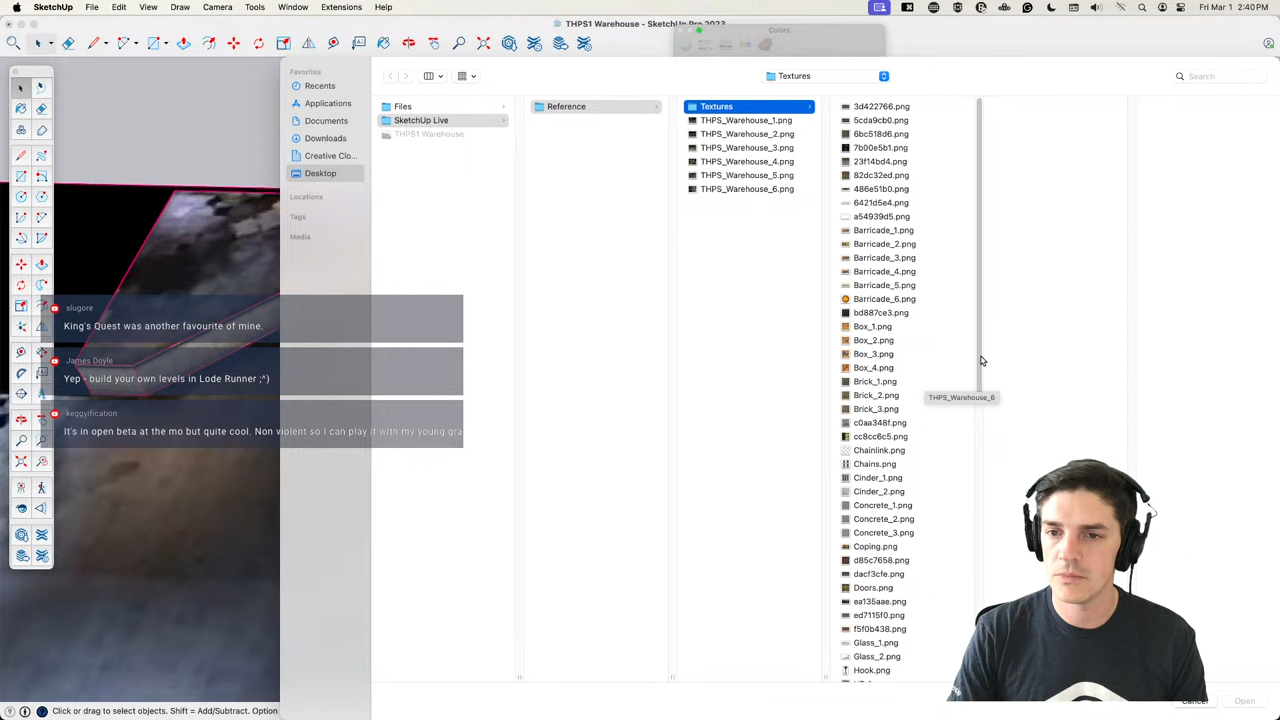 SketchUp File Edit View Camera Draw Tools Window Extensions Help
Fri Mar 1 2:40 PM
THPS1 Warehouse - SketchUp Pro 2023
Colors
Favorites
Recents
Applications
Documents
Downloads
Creative Clo...
Desktop
Locations
Tags
Media
Textures
Search
Files
SketchUp Live
THPS1 Warehouse
Reference
Textures
THPS_Warehouse_1.png
THPS_Warehouse_2.png
THPS_Warehouse_3.png
THPS_Warehouse_4.png
THPS_Warehouse_5.png
THPS_Warehouse_6.png
3d422766.png
5cda9cb0.png
6bc518d6.png
7b00e5b1.png
23f14bd4.png
82dc32ed.png
486e51b0.png
6421d5e4.png
a54939d5.png
Barricade_1.png
Barricade_2.png
Barricade_3.png
Barricade_4.png
Barricade_5.png
Barricade_6.png
bd887ce3.png
Box_1.png
Box_2.png
Box_3.png
Box_4.png
Brick_1.png
Brick_2.png
Brick_3.png
c0aa348f.png
cc8cc6c5.png
Chainlink.png
Chains.png
Cinder_1.png
Cinder_2.png
Concrete_1.png
Concrete_2.png
Concrete_3.png
Coping.png
d85c7658.png
dacf3cfe.png
Doors.png
ea135aae.png
ed7115f0.png
f5f0b438.png
Glass_1.png
Glass_2.png
Hook.png
THPS_Warehouse_6
slugore
King's Quest was another favourite of mine.
James Doyle
Yep - build your own levels in Lode Runner ;^)
keggyification
It's in open beta at the mo but quite cool. Non violent so I can play it with my young gra
Click or drag to select objects. Shift = Add/Subtract. Option
Cancel
Open